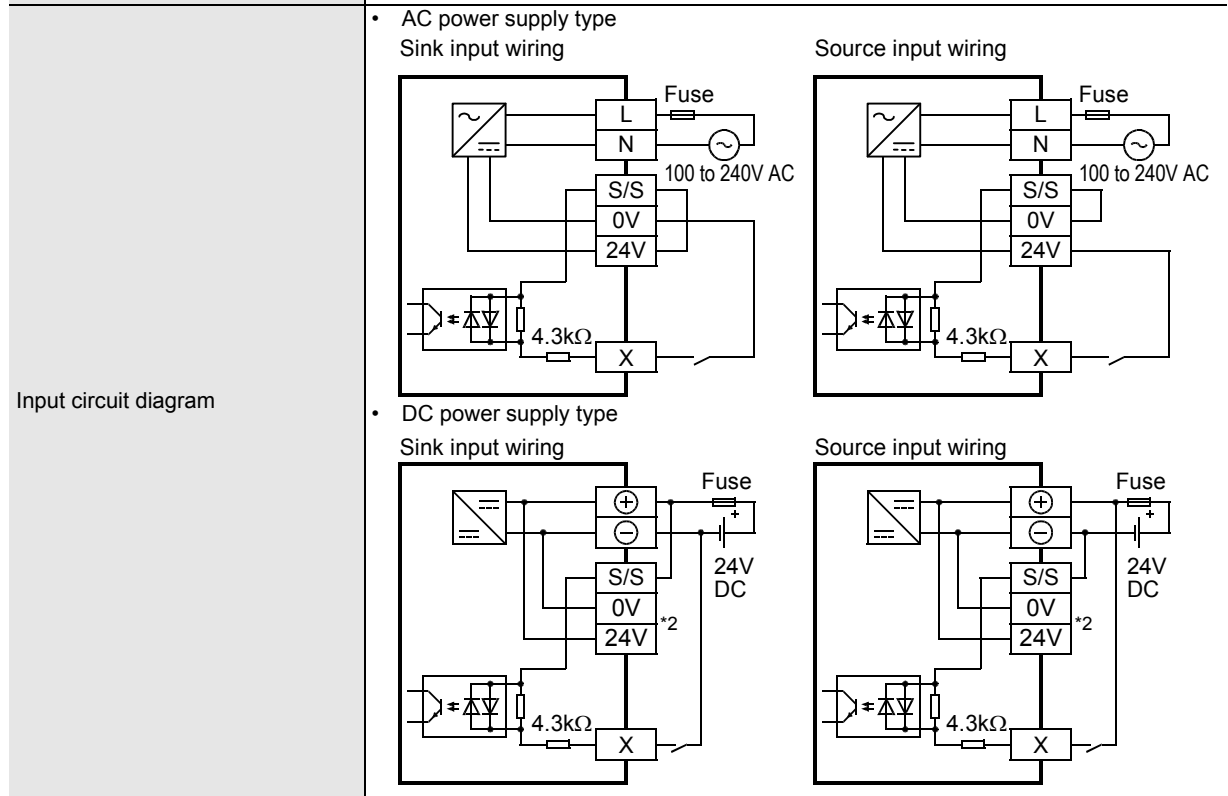 Input circuit diagram
• AC power supply type
Sink input wiring
L
Fuse
N
100 to 240V AC
S/S
0V
24V
4.3kΩ
X
Source input wiring
L
Fuse
N
100 to 240V AC
S/S
0V
24V
4.3kΩ
X
• DC power supply type
Sink input wiring
Fuse
+
24V
DC
S/S
0V
24V
*2
4.3kΩ
X
Source input wiring
Fuse
+
24V
DC
S/S
0V
24V
*2
4.3kΩ
X